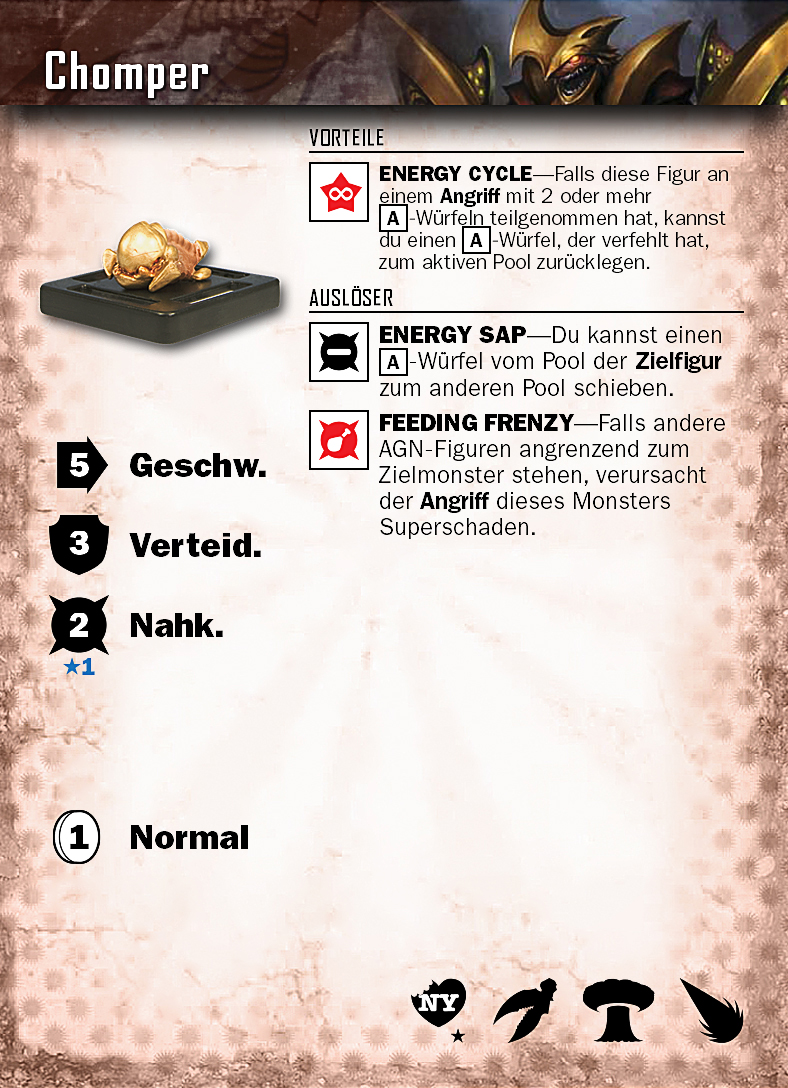 Chomper
VORTEILE
ENERGY CYCLE—Falls diese Figur an
einem Angriff mit 2 oder mehr
A-Würfeln teilgenommen hat, kannst
du einen A-Würfel, der verfehlt hat,
zum aktiven Pool zurücklegen.
AUSLÖSER
ENERGY SAP—Du kannst einen
A-Würfel vom Pool der Zielfigur
zum anderen Pool schieben.
FEEDING FRENZY—Falls andere
AGN-Figuren angrenzend zum
Zielmonster stehen, verursacht
der Angriff dieses Monsters
Superschaden.
5 Geschw.
3 Verteid.
2 Nahk.
★1
1 Normal
NY